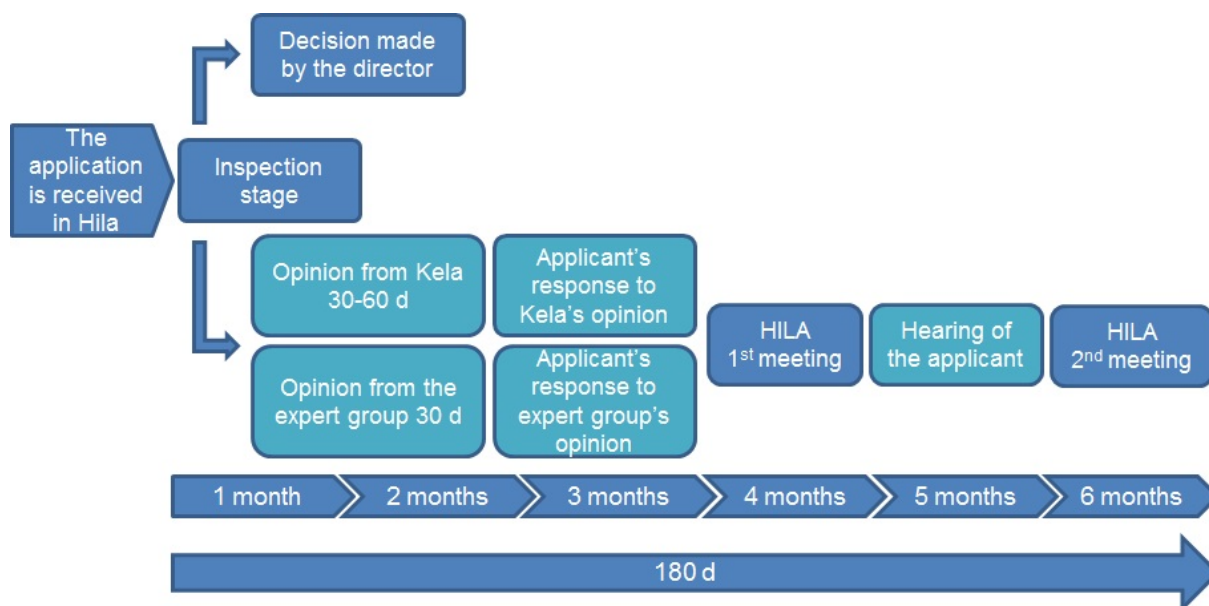 Decision made
by the director
The
application
is received
in Hila
Inspection
stage
Opinion from Kela
30-60 d
Applicant's
response to
Kela's opinion
HILA
1st meeting
Hearing of
the applicant
HILA
2nd meeting
Opinion from the
expert group 30 d
Applicant's
response to
expert group's
opinion
1 month
2 months
3 months
4 months
5 months
6 months
180 d